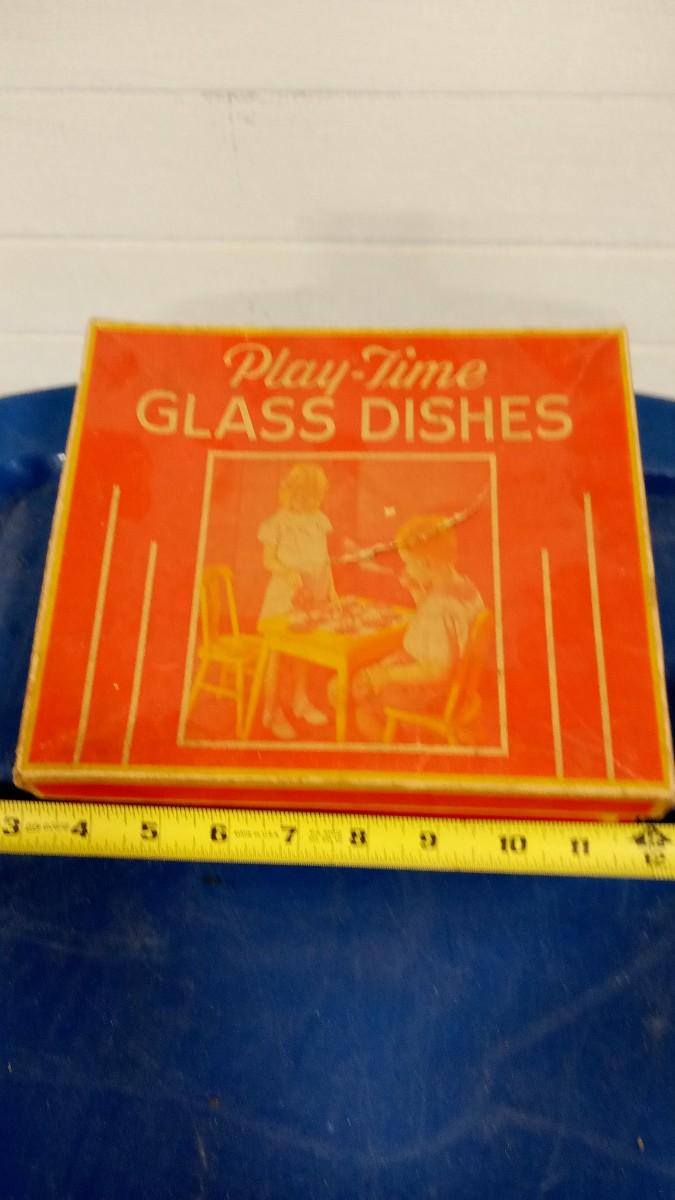 Play-Time
GLASS DISHES
3 4 5 6 7 8 9 10 11 12